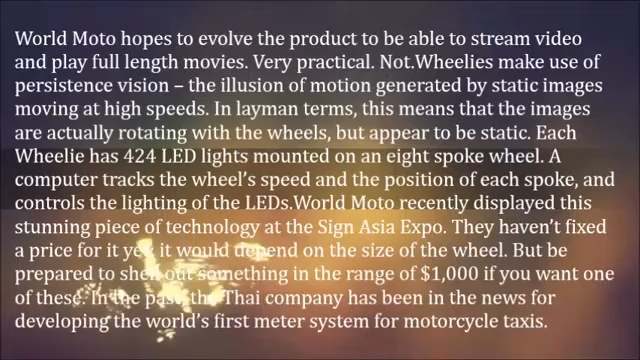 World Moto hopes to evolve the product to be able to stream video
and play full length movies. Very practical. Not.Wheelies make use of
persistence vision – the illusion of motion generated by static images
moving at high speeds. In layman terms, this means that the images
are actually rotating with the wheels, but appear to be static. Each
Wheelie has 424 LED lights mounted on an eight spoke wheel. A
computer tracks the wheel’s speed and the position of each spoke, and
controls the lighting of the LEDs.World Moto recently displayed this
stunning piece of technology at the Sign Asia Expo. They haven’t fixed
a price for it yet, it would depend on the size of the wheel. But be
prepared to shell out something in the range of $1,000 if you want one
of these. In the past, the Thai company has been in the news for
developing the world’s first meter system for motorcycle taxis.